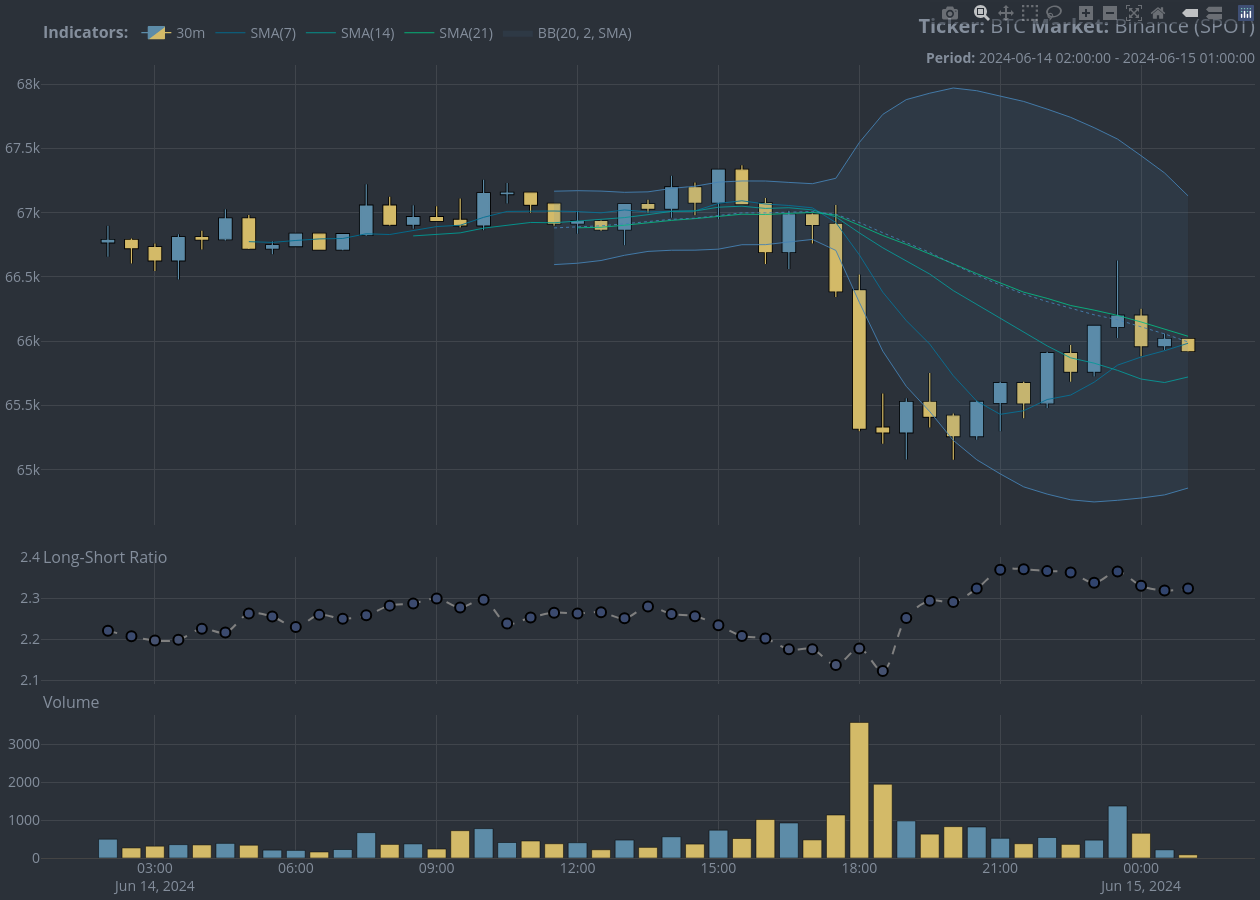 Indicators: 30m SMA(7) SMA(14) SMA(21) BB(20, 2, SMA)
Ticker: BTC Market: Binance (SPOT)
Period: 2024-06-14 02:00:00 - 2024-06-15 01:00:00
68k
67.5k
67k
66.5k
66k
65.5k
65k
Long-Short Ratio
2.4
2.3
2.2
2.1
Volume
3000
2000
1000
0
03:00 06:00 09:00 12:00 15:00 18:00 21:00 00:00
Jun 14, 2024 Jun 15, 2024